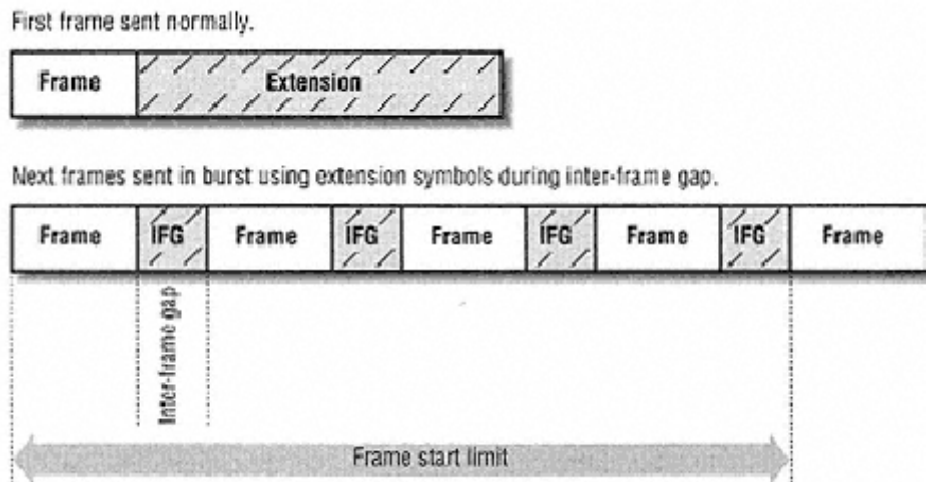 First frame sent normally.
Frame Extension
Next frames sent in burst using extension symbols during inter-frame gap.
Frame IFG Frame IFG Frame IFG Frame IFG Frame
Inter-frame gap
Frame start limit